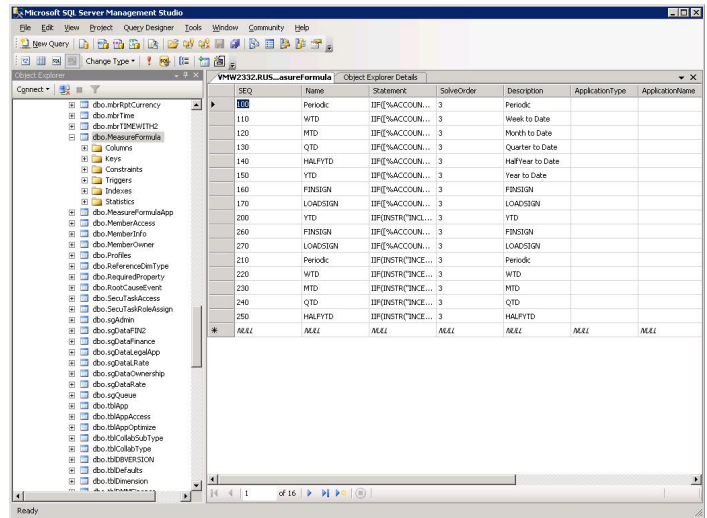 Microsoft SQL Server Management Studio
File Edit View Project Query Designer Tools Window Community Help
New Query
Change Type
Object Explorer
Connect
dbo.mbrRptCurrency
dbo.mbrTime
dbo.mbrTIMEWITH2
dbo.MeasureFormula
Columns
Keys
Constraints
Triggers
Indexes
Statistics
dbo.MeasureFormulaApp
dbo.MemberAccess
dbo.MemberInfo
dbo.MemberOwner
dbo.Profiles
dbo.ReferenceDimType
dbo.RequiredProperty
dbo.RootCauseEvent
dbo.SecuTaskAccess
dbo.SecuTaskRoleAssign
dbo.sgAdmin
dbo.sgDataFIN2
dbo.sgDataFinance
dbo.sgDataLegalApp
dbo.sgDataLRate
dbo.sgDataOwnership
dbo.sgDataRate
dbo.sgQueue
dbo.tblApp
dbo.tblAppAccess
dbo.tblAppOptimize
dbo.tblCollabSubType
dbo.tblCollabType
dbo.tblDBVERSION
dbo.tblDefaults
dbo.tblDimension
VMW2332.RUS...asureFormula Object Explorer Details
SEQ Name Statement SolveOrder Description ApplicationType ApplicationName
100 Periodic IIF([%ACCOUN... 3 Periodic
110 WTD IIF([%ACCOUN... 3 Week to Date
120 MTD IIF([%ACCOUN... 3 Month to Date
130 QTD IIF([%ACCOUN... 3 Quarter to Date
140 HALFYTD IIF([%ACCOUN... 3 HalfYear to Date
150 YTD IIF([%ACCOUN... 3 Year to Date
160 FINSIGN IIF([%ACCOUN... 3 FINSIGN
170 LOADSIGN IIF([%ACCOUN... 3 LOADSIGN
200 YTD IIF(INSTR("INCL... 3 YTD
260 FINSIGN IIF([%ACCOUN... 3 FINSIGN
270 LOADSIGN IIF([%ACCOUN... 3 LOADSIGN
210 Periodic IIF(INSTR("INCE... 3 Periodic
220 WTD IIF(INSTR("INCE... 3 WTD
230 MTD IIF(INSTR("INCE... 3 MTD
240 QTD IIF(INSTR("INCE... 3 QTD
250 HALFYTD IIF(INSTR("INCE... 3 HALFYTD
NULL NULL NULL NULL NULL NULL NULL
1 of 16
Ready